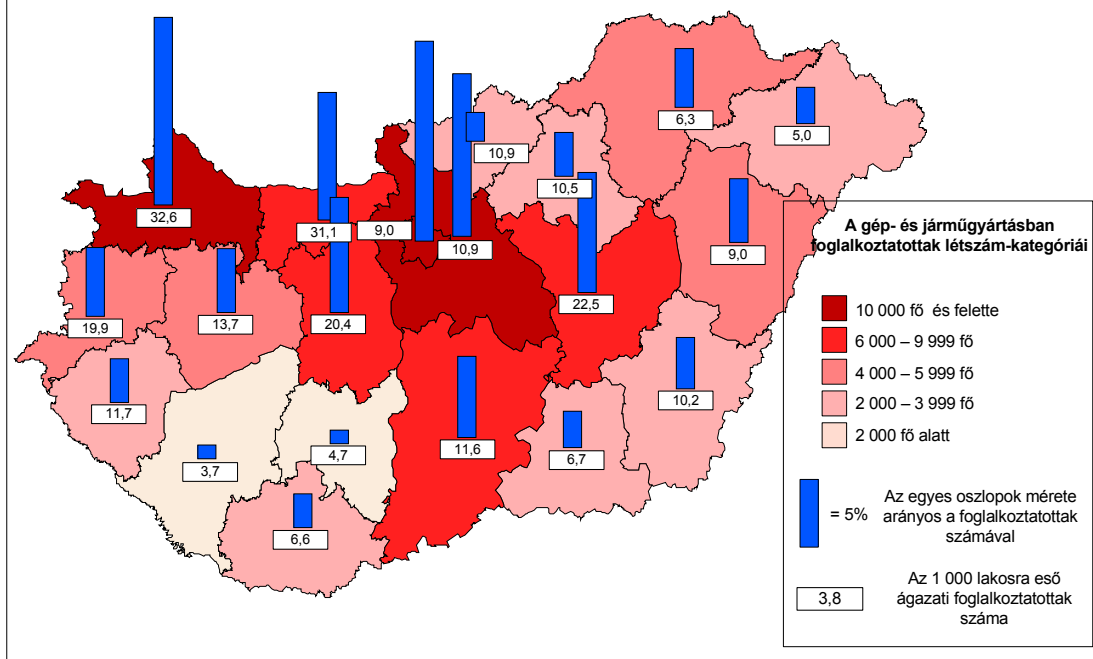 6,3
5,0
10,9
10,5
32,6
31,1
9,0
10,9
9,0
22,5
19,9
13,7
20,4
11,7
10,2
3,7
4,7
11,6
6,7
6,6
A gép- és járműgyártásban
foglalkoztatottak létszám-kategóriái
10 000 fő és felette
6 000 – 9 999 fő
4 000 – 5 999 fő
2 000 – 3 999 fő
2 000 fő alatt
= 5%
Az egyes oszlopok mérete
arányos a foglalkoztatottak
számával
3,8
Az 1 000 lakosra eső
ágazati foglalkoztatottak
száma